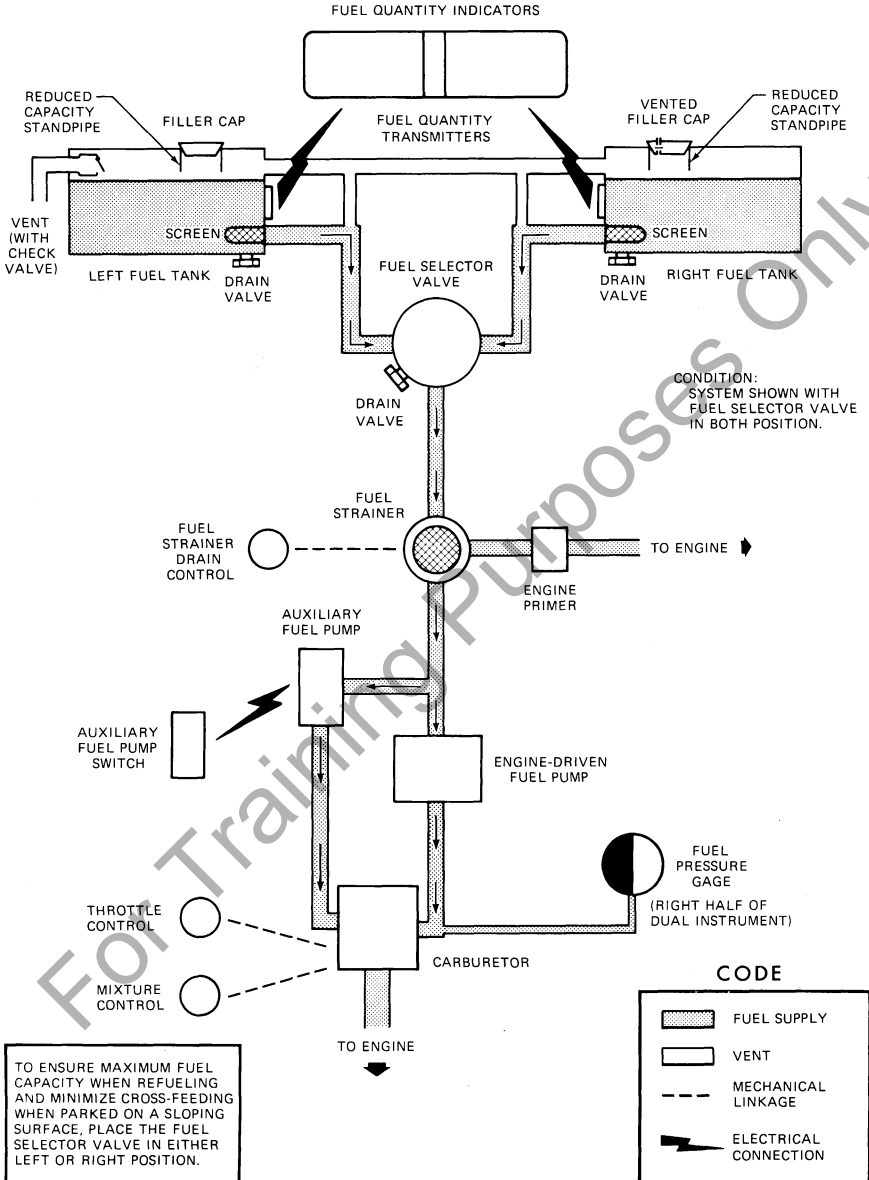 FUEL QUANTITY INDICATORS
REDUCED
CAPACITY
STANDPIPE
FILLER CAP
FUEL QUANTITY
TRANSMITTERS
VENTED
FILLER CAP
REDUCED
CAPACITY
STANDPIPE
VENT
(WITH
CHECK
VALVE)
SCREEN
SCREEN
LEFT FUEL TANK
DRAIN
VALVE
FUEL SELECTOR
VALVE
DRAIN
VALVE
RIGHT FUEL TANK
DRAIN
VALVE
CONDITION:
SYSTEM SHOWN WITH
FUEL SELECTOR VALVE
IN BOTH POSITION.
FUEL
STRAINER
FUEL
STRAINER
DRAIN
CONTROL
TO ENGINE
ENGINE
PRIMER
AUXILIARY
FUEL PUMP
AUXILIARY
FUEL PUMP
SWITCH
ENGINE-DRIVEN
FUEL PUMP
FUEL
PRESSURE
GAGE
(RIGHT HALF OF
DUAL INSTRUMENT)
THROTTLE
CONTROL
CARBURETOR
MIXTURE
CONTROL
TO ENGINE
CODE
FUEL SUPPLY
VENT
MECHANICAL
LINKAGE
ELECTRICAL
CONNECTION
TO ENSURE MAXIMUM FUEL
CAPACITY WHEN REFUELING
AND MINIMIZE CROSS-FEEDING
WHEN PARKED ON A SLOPING
SURFACE, PLACE THE FUEL
SELECTOR VALVE IN EITHER
LEFT OR RIGHT POSITION.
For Training Purposes Only